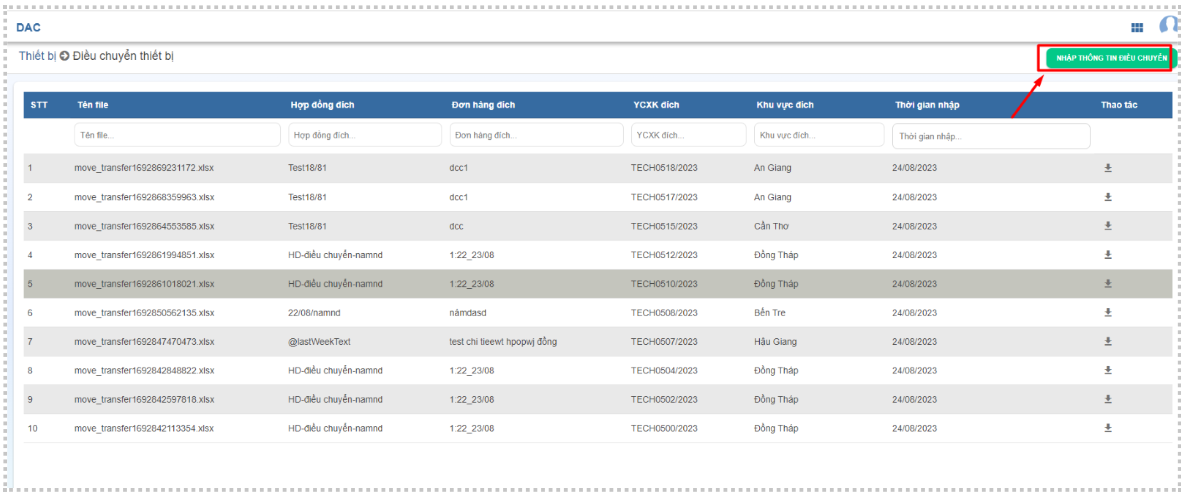 DAC
Thiết bị Điều chuyển thiết bị
NHẬP THÔNG TIN ĐIỀU CHUYỂN
STT Tên file Hợp đồng đích Đơn hàng đích YCXK đích Khu vực đích Thời gian nhập Thao tác
Tên file... Hợp đồng đích... Đơn hàng đích... YCXK đích... Khu vực đích... Thời gian nhập...
1 move_transfer1692869231172.xlsx Test18/81 dcc1 TECH0518/2023 An Giang 24/08/2023
2 move_transfer1692868359963.xlsx Test18/81 dcc1 TECH0517/2023 An Giang 24/08/2023
3 move_transfer1692864553585.xlsx Test18/81 dcc TECH0515/2023 Cần Thơ 24/08/2023
4 move_transfer1692861994851.xlsx HD-điều chuyển-namnd 1:22_23/08 TECH0512/2023 Đồng Tháp 24/08/2023
5 move_transfer1692861018021.xlsx HD-điều chuyển-namnd 1:22_23/08 TECH0510/2023 Đồng Tháp 24/08/2023
6 move_transfer1692850562135.xlsx 22/08/namnd nâmdasd TECH0508/2023 Bến Tre 24/08/2023
7 move_transfer1692847470473.xlsx @lastWeekText test chi tieewt hpopwj đồng TECH0507/2023 Hậu Giang 24/08/2023
8 move_transfer1692842848822.xlsx HD-điều chuyển-namnd 1:22_23/08 TECH0504/2023 Đồng Tháp 24/08/2023
9 move_transfer1692842597818.xlsx HD-điều chuyển-namnd 1:22_23/08 TECH0502/2023 Đồng Tháp 24/08/2023
10 move_transfer1692842113354.xlsx HD-điều chuyển-namnd 1:22_23/08 TECH0500/2023 Đồng Tháp 24/08/2023